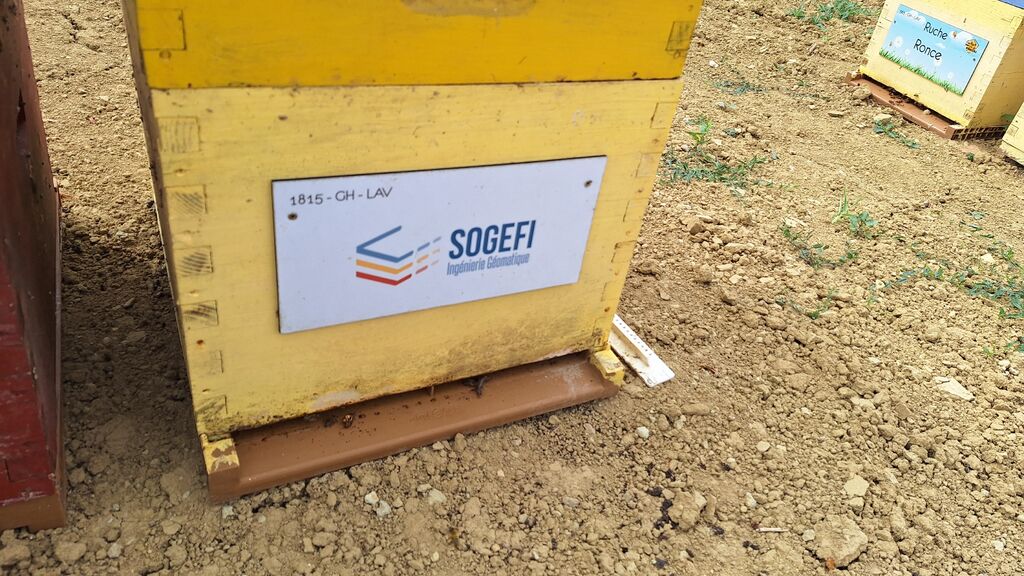 1815 - GH - LAV
SOGEFI
Ingénierie Géomatique
Ruche
Ronce